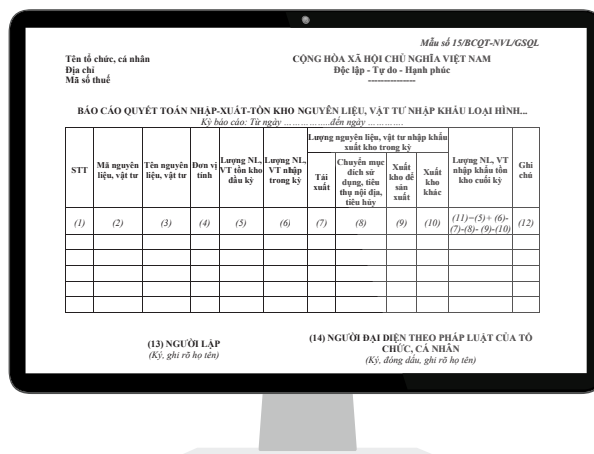 Mẫu số 15/BCQT-NVL/GSQL
Tên tổ chức, cá nhân
Địa chỉ
Mã số thuế
CỘNG HÒA XÃ HỘI CHỦ NGHĨA VIỆT NAM
Độc lập - Tự do - Hạnh phúc
---------------
BÁO CÁO QUYẾT TOÁN NHẬP-XUẤT-TỒN KHO NGUYÊN LIỆU, VẬT TƯ NHẬP KHẨU LOẠI HÌNH...
Kỳ báo cáo: Từ ngày ……………..đến ngày ………….
STT
Mã nguyên
liệu, vật tư
Tên nguyên
liệu, vật tư
Đơn vị
tính
Lượng NL,
VT tồn kho
đầu kỳ
Lượng NL,
VT nhập
trong kỳ
Lượng nguyên liệu, vật tư nhập khẩu
xuất kho trong kỳ
Tái
xuất
Chuyển mục
đích sử
dụng, tiêu
thụ nội địa,
tiêu hủy
Xuất
kho để
sản
xuất
Xuất
kho
khác
Lượng NL, VT
nhập khẩu tồn
kho cuối kỳ
Ghi
chú
(1) (2) (3) (4) (5) (6) (7) (8) (9) (10) (11)=(5)+ (6)-
(7)-(8)- (9)-(10) (12)
(13) NGƯỜI LẬP
(Ký, ghi rõ họ tên)
(14) NGƯỜI ĐẠI DIỆN THEO PHÁP LUẬT CỦA TỔ
CHỨC, CÁ NHÂN
(Ký, đóng dấu, ghi rõ họ tên)